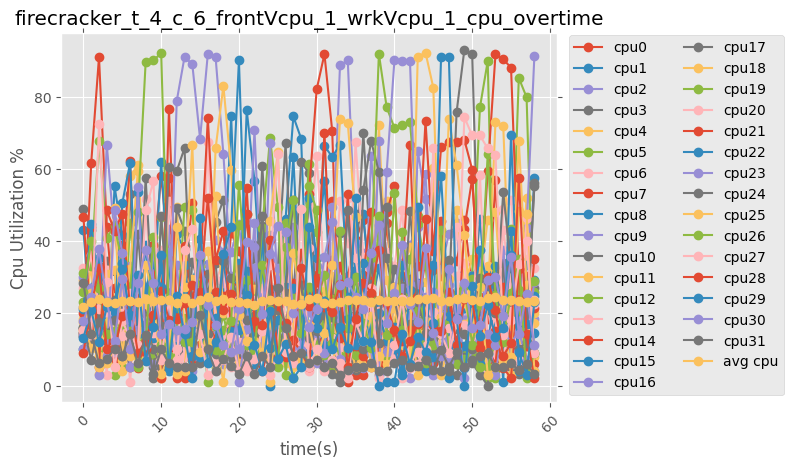 firecracker_t_4_c_6_frontVcpu_1_wrkVcpu_1_cpu_overtime
Cpu Utilization %
80
60
40
20
0
0
10
20
30
40
50
60
time(s)
cpu0
cpu1
cpu2
cpu3
cpu4
cpu5
cpu6
cpu7
cpu8
cpu9
cpu10
cpu11
cpu12
cpu13
cpu14
cpu15
cpu16
cpu17
cpu18
cpu19
cpu20
cpu21
cpu22
cpu23
cpu24
cpu25
cpu26
cpu27
cpu28
cpu29
cpu30
cpu31
avg cpu